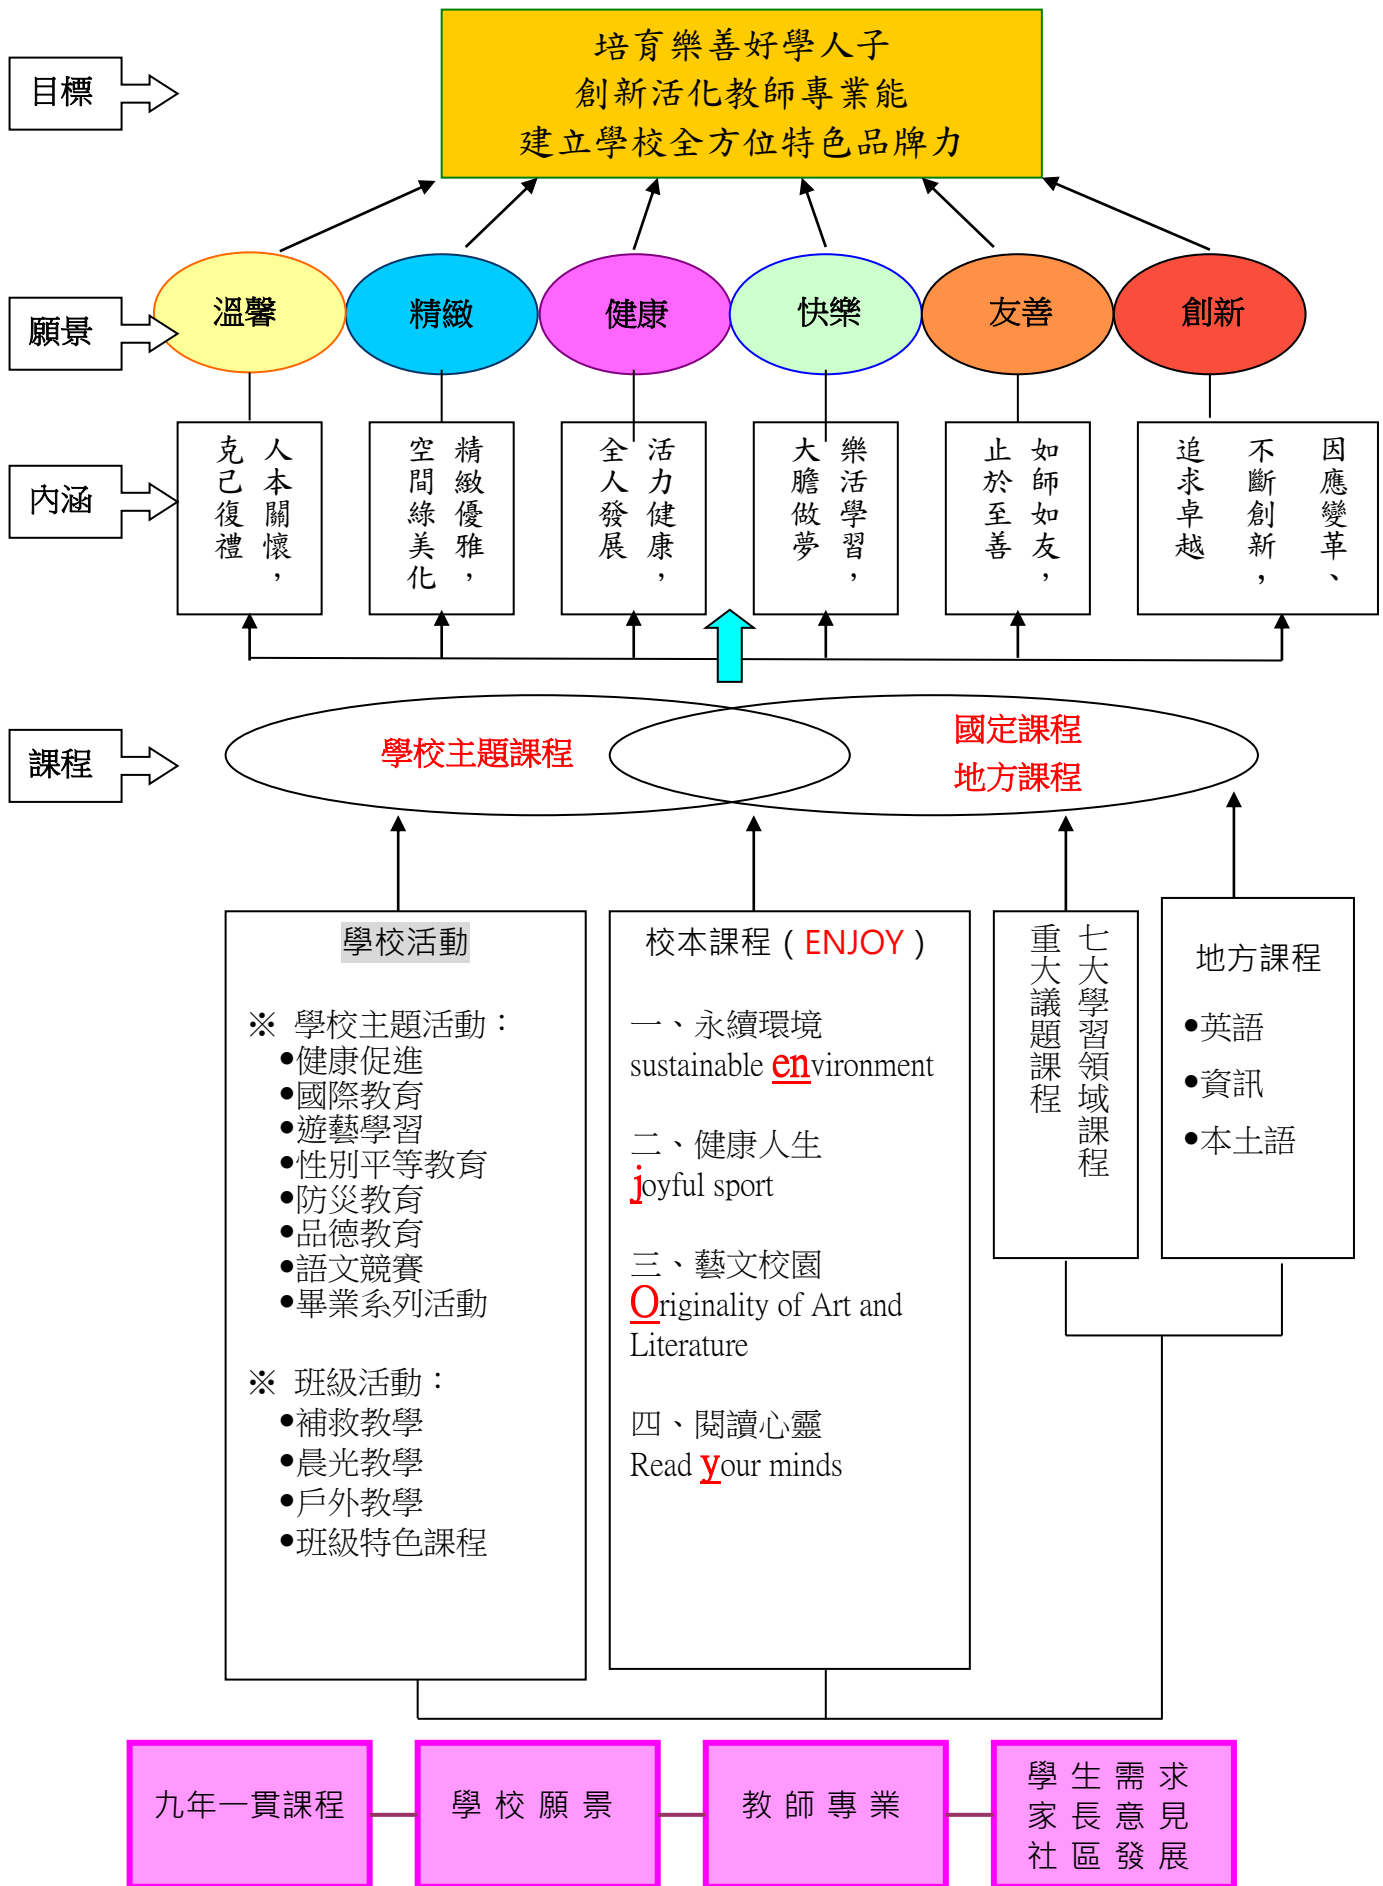 目標
培育樂善好學人子
創新活化教師專業能
建立學校全方位特色品牌力
願景
溫馨
精緻
健康
快樂
友善
創新
內涵
人本關懷，
克己復禮
精緻優雅，
空間綠美化
活力健康，
全人發展
樂活學習，
大膽做夢
如師如友，
止於至善
因應變革、
不斷創新，
追求卓越
課程
學校主題課程
國定課程
地方課程
學校活動
※ 學校主題活動：
●健康促進
●國際教育
●遊藝學習
●性別平等教育
●防災教育
●品德教育
●語文競賽
●畢業系列活動
※ 班級活動：
●補救教學
●晨光教學
●戶外教學
●班級特色課程
校本課程（ENJOY）
一、永續環境
sustainable environment
二、健康人生
joyful sport
三、藝文校園
Originality of Art and
Literature
四、閱讀心靈
Read your minds
七大學習領域課程
重大議題課程
地方課程
●英語
●資訊
●本土語
九年一貫課程
學校願景
教師專業
學生需求
家長意見
社區發展